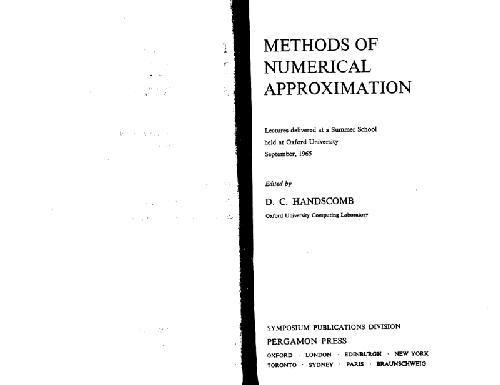 METHODS OF
NUMERICAL
APPROXIMATION
Lectures delivered at a Summer School
held at Oxford University
September, 1965
Edited by
D. C. HANDSCOMB
Oxford University Computing Laboratory
SYMPOSIUM PUBLICATIONS DIVISION
PERGAMON PRESS
OXFORD · LONDON · EDINBURGH · NEW YORK
TORONTO · SYDNEY · PARIS · BRAUNSCHWEIG